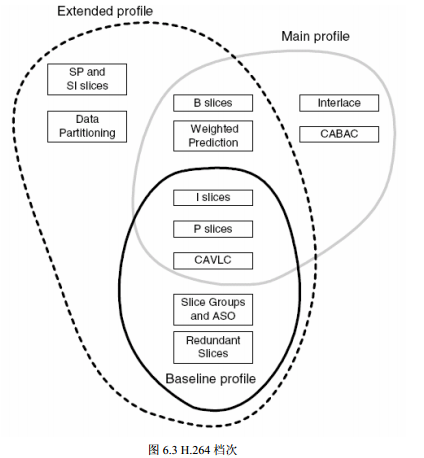 Extended profile
Main profile
SP and
SI slices
Data
Partitioning
B slices
Weighted
Prediction
Interlace
CABAC
I slices
P slices
CAVLC
Slice Groups
and ASO
Redundant
Slices
Baseline profile
图 6.3 H.264 档次